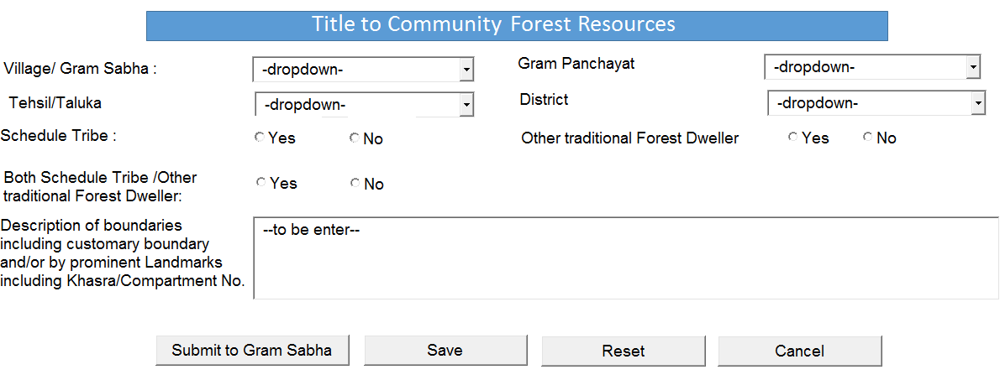 Title to Community Forest Resources
Village/ Gram Sabha : -dropdown- Gram Panchayat -dropdown-
Tehsil/Taluka -dropdown- District -dropdown-
Schedule Tribe : Yes No Other traditional Forest Dweller Yes No
Both Schedule Tribe /Other
traditional Forest Dweller: Yes No
Description of boundaries --to be enter--
including customary boundary
and/or by prominent Landmarks
including Khasra/Compartment No.
Submit to Gram Sabha Save Reset Cancel